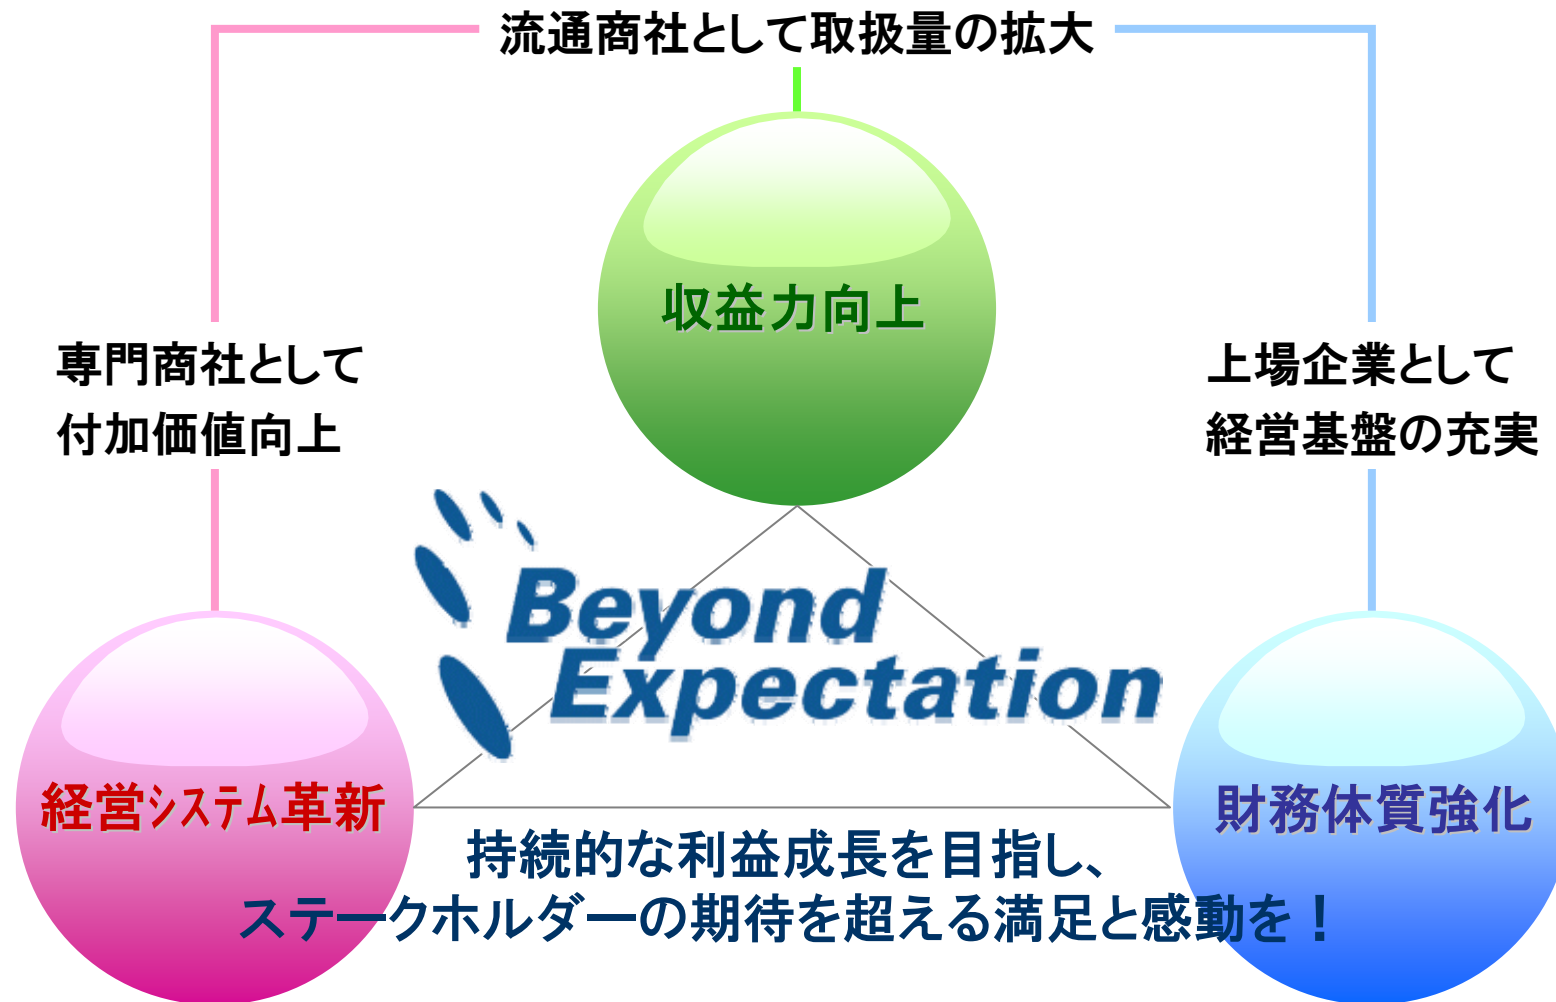 流通商社として取扱量の拡大
収益力向上
専門商社として
付加価値向上
上場企業として
経営基盤の充実
Beyond
Expectation
経営ｼｽﾃﾑ革新
財務体質強化
持続的な利益成長を目指し、
ステークホルダーの期待を超える満足と感動を！